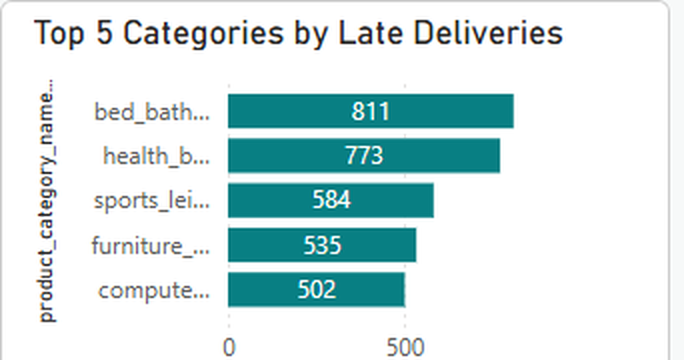 Top 5 Categories by Late Deliveries
product_category_name...
bed_bath... 811
health_b... 773
sports_lei... 584
furniture_... 535
compute... 502
0 500